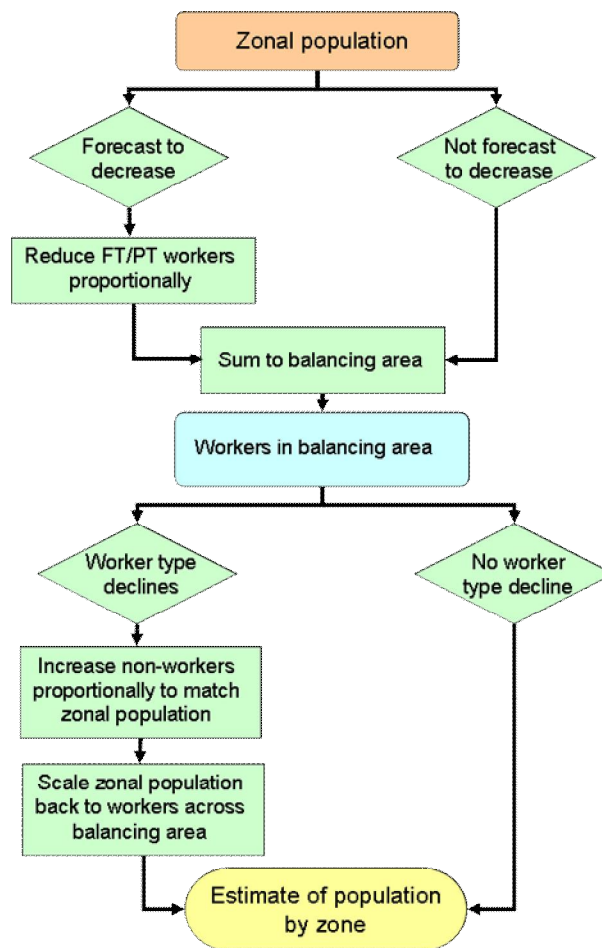 Zonal population
Forecast to
decrease
Not forecast
to decrease
Reduce FT/PT workers
proportionally
Sum to balancing area
Workers in balancing area
Worker type
declines
No worker
type decline
Increase non-workers
proportionally to match
zonal population
Scale zonal population
back to workers across
balancing area
Estimate of population
by zone